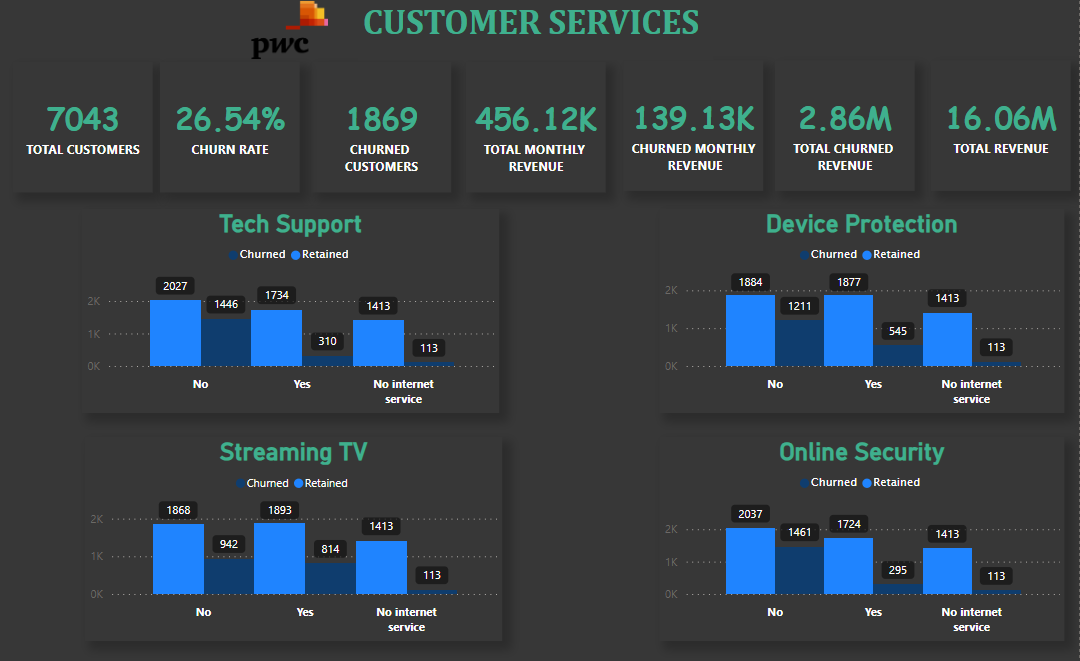 pwc
CUSTOMER SERVICES
7043
TOTAL CUSTOMERS
26.54%
CHURN RATE
1869
CHURNED
CUSTOMERS
456.12K
TOTAL MONTHLY
REVENUE
139.13K
CHURNED MONTHLY
REVENUE
2.86M
TOTAL CHURNED
REVENUE
16.06M
TOTAL REVENUE
Tech Support
Churned Retained
2027 1446 1734 310 1413 113
2K
1K
0K
No Yes No internet
service
Device Protection
Churned Retained
1884 1211 1877 545 1413 113
2K
1K
0K
No Yes No internet
service
Streaming TV
Churned Retained
1868 942 1893 814 1413 113
2K
1K
0K
No Yes No internet
service
Online Security
Churned Retained
2037 1461 1724 295 1413 113
2K
1K
0K
No Yes No internet
service